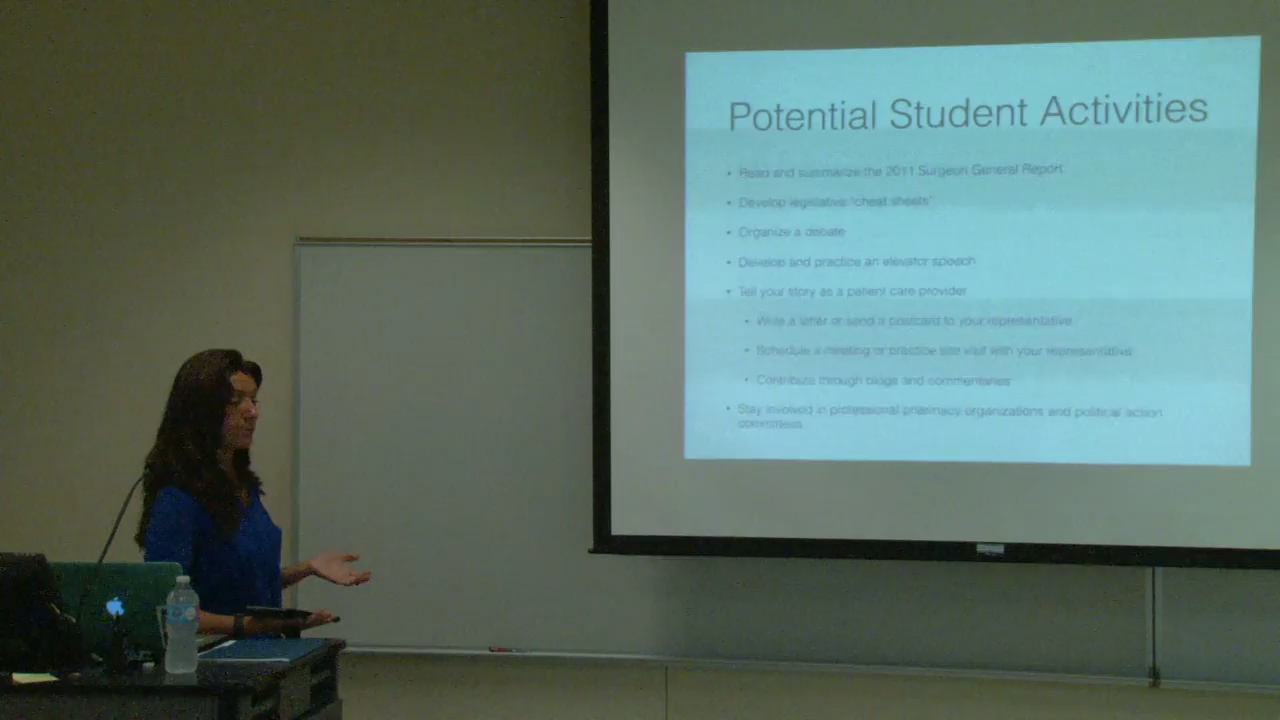 Potential Student Activities
• Read and summarize the 2011 Surgeon General Report.
• Develop legislative "cheat sheets"
• Organize a debate
• Develop and practice an elevator speech
• Tell your story as a patient care provider
• Write a letter or send a postcard to your representative
• Schedule a meeting or practice site visit with your representative
• Contribute through blogs and commentaries
• Stay involved in professional pharmacy organizations and political action
committees